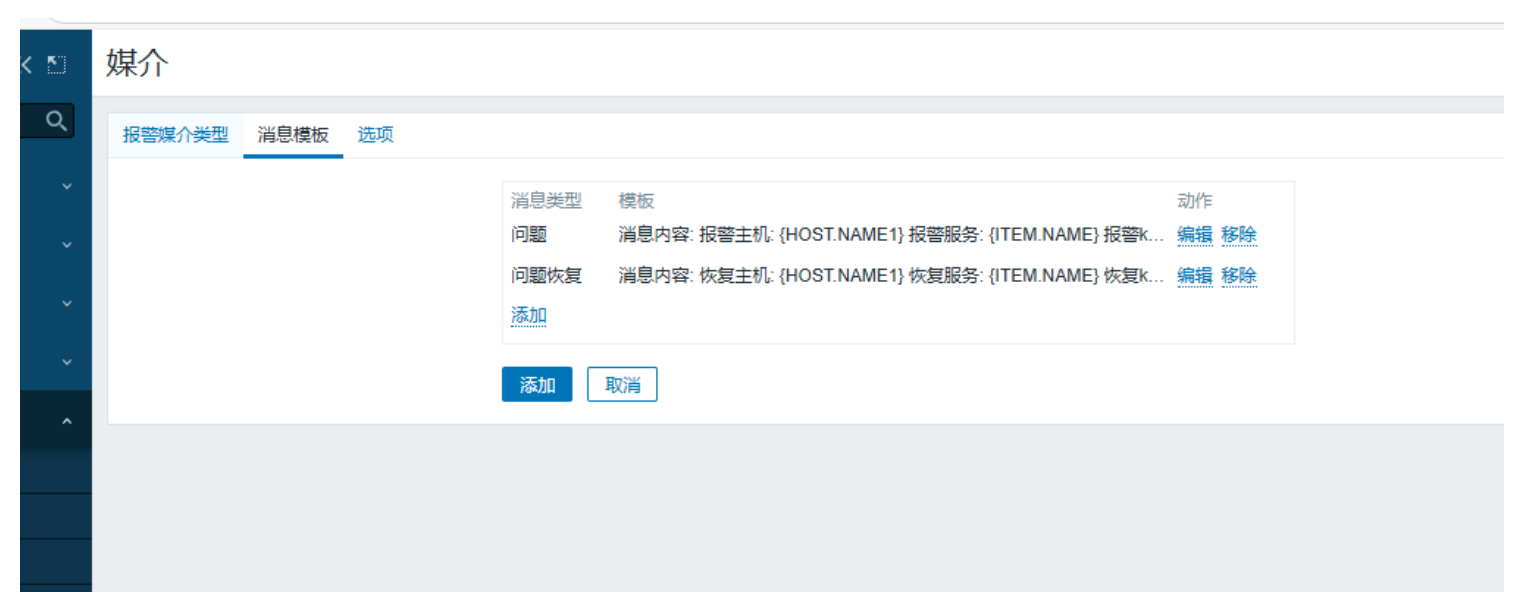 媒介
报警媒介类型 消息模板 选项
消息类型 模板 动作
问题 消息内容: 报警主机: {HOST.NAME1} 报警服务: {ITEM.NAME} 报警k... 编辑 移除
问题恢复 消息内容: 恢复主机: {HOST.NAME1} 恢复服务: {ITEM.NAME} 恢复k... 编辑 移除
添加
添加 取消